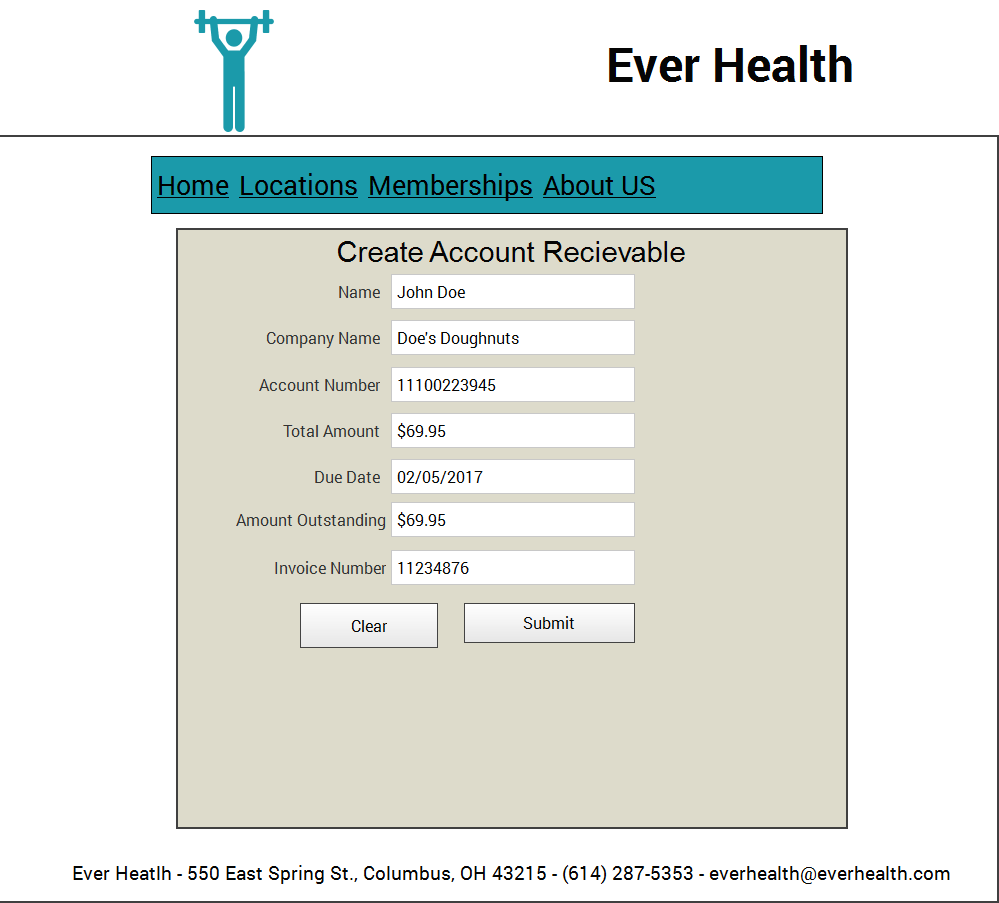 Ever Health
Home Locations Memberships About US
Create Account Recievable
Name John Doe
Company Name Doe's Doughnuts
Account Number 11100223945
Total Amount $69.95
Due Date 02/05/2017
Amount Outstanding $69.95
Invoice Number 11234876
Clear Submit
Ever Heatlh - 550 East Spring St., Columbus, OH 43215 - (614) 287-5353 - everhealth@everhealth.com